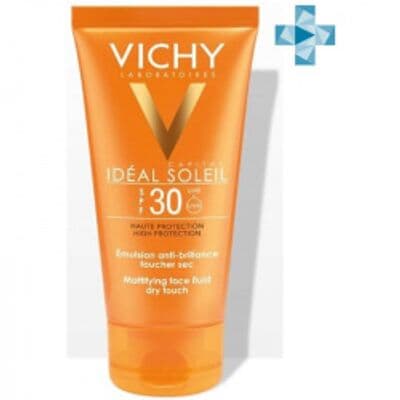 VICHY
LABORATOIRES
CAPITAL
IDÉAL SOLEIL
SPF 30
HAUTE PROTECTION
HIGH PROTECTION
Émulsion anti-brillance
toucher sec
Mattifying face fluid
dry touch